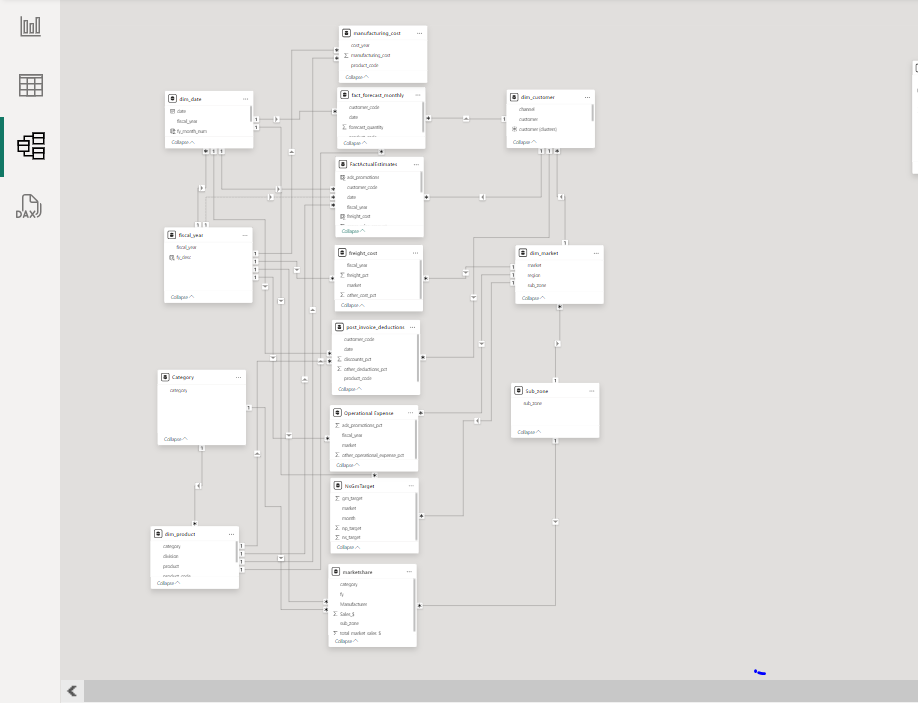 DAX
manufacturing_cost
cost_year
manufacturing_cost
product_code
Collapse
fact_forecast_monthly
customer_code
date
forecast_quantity
Collapse
dim_date
date
fiscal_year
fy_month_num
Collapse
dim_customer
channel
customer
customer (clusters)
Collapse
FactActualEstimates
ads_promotions
customer_code
date
fiscal_year
freight_cost
Collapse
fiscal_year
fiscal_year
fy_desc
Collapse
freight_cost
fiscal_year
freight_pct
market
other_cost_pct
Collapse
dim_market
market
region
sub_zone
Collapse
post_invoice_deductions
customer_code
date
discounts_pct
other_deductions_pct
product_code
Collapse
Category
category
Collapse
Sub_zone
sub_zone
Collapse
Operational Expense
ads_promotions_pct
fiscal_year
market
other_operational_expense_pct
Collapse
NsGmTarget
gm_target
market
month
np_target
ns_target
Collapse
dim_product
category
division
product
product_code
Collapse
marketshare
category
fy
Manufacturer
Sales_$
sub_zone
total_market_sales_$
Collapse